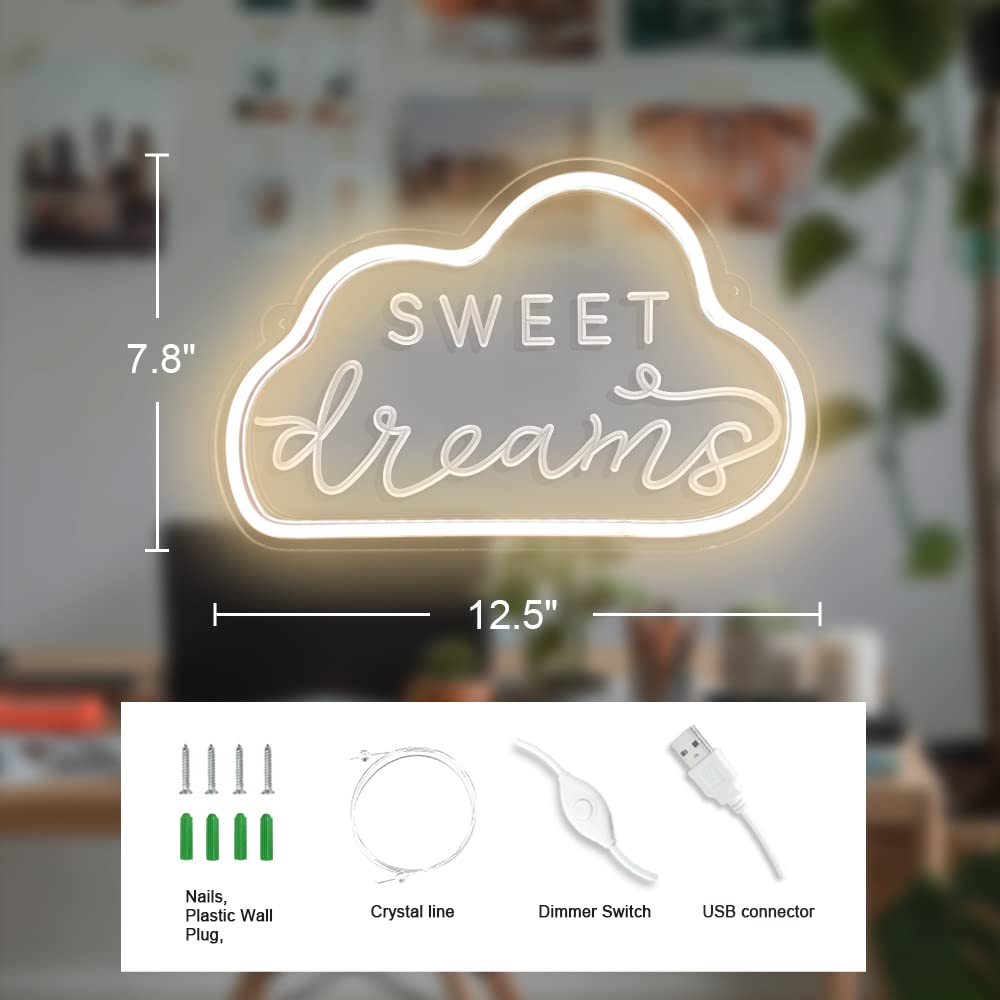 SWEET
dreams
7.8"
12.5"
Nails,
Plastic Wall
Plug,
Crystal line
Dimmer Switch
USB connector